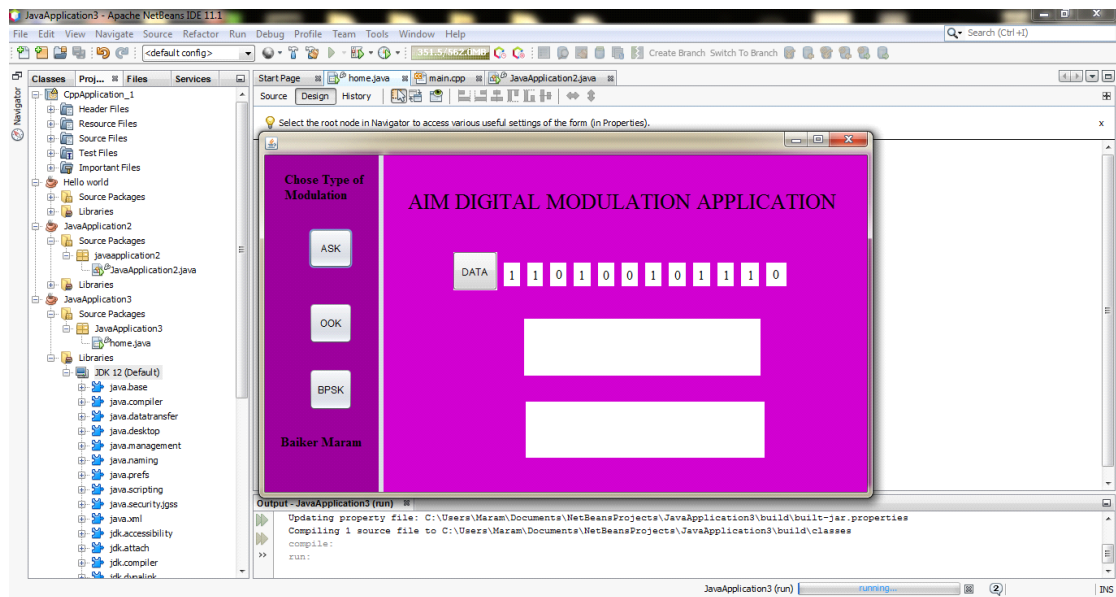 JavaApplication3 - Apache NetBeans IDE 11.1
File Edit View Navigate Source Refactor Run Debug Profile Team Tools Window Help
Search (Ctrl+I)
<default config>
Create Branch Switch To Branch
Classes Proj... Files Services
Start Page home.java main.cpp JavaApplication2.java
Navigator
Source Design History
Select the root node in Navigator to access various useful settings of the form (in Properties).
CppApplication_1
Header Files
Resource Files
Source Files
Test Files
Important Files
Hello world
Source Packages
Libraries
JavaApplication2
Source Packages
javaapplication2
JavaApplication2.java
Libraries
JavaApplication3
Source Packages
JavaApplication3
home.java
Libraries
JDK 12 (Default)
java.base
java.compiler
java.datatransfer
java.desktop
java.management
java.naming
java.prefs
java.scripting
java.security.jgss
java.xml
jdk.accessibility
jdk.attach
jdk.compiler
jdk.dynalink
Chose Type of
Modulation
ASK
OOK
BPSK
Baiker Maram
AIM DIGITAL MODULATION APPLICATION
DATA 1 1 0 1 0 0 1 0 1 1 1 0
Output - JavaApplication3 (run)
Updating property file: C:\Users\Maram\Documents\NetBeansProjects\JavaApplication3\build\built-jar.properties
Compiling 1 source file to C:\Users\Maram\Documents\NetBeansProjects\JavaApplication3\build\classes
compile:
run:
JavaApplication3 (run) running... 2 INS